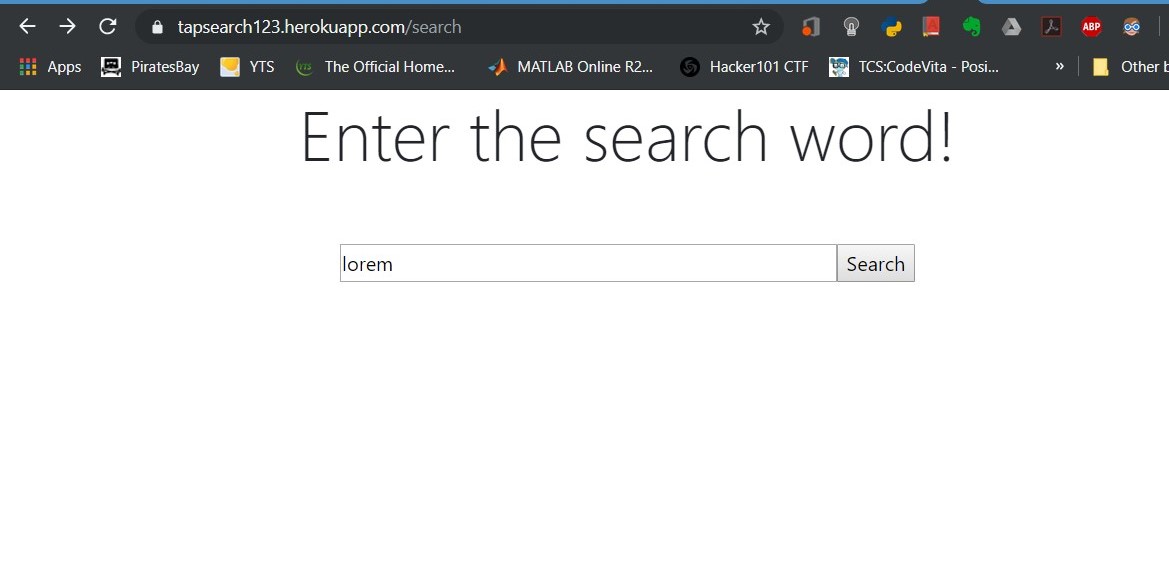 tapsearch123.herokuapp.com/search
ABP
Apps PiratesBay YTS The Official Home... MATLAB Online R2... Hacker101 CTF TCS:CodeVita - Posi... » Other b
Enter the search word!
lorem Search